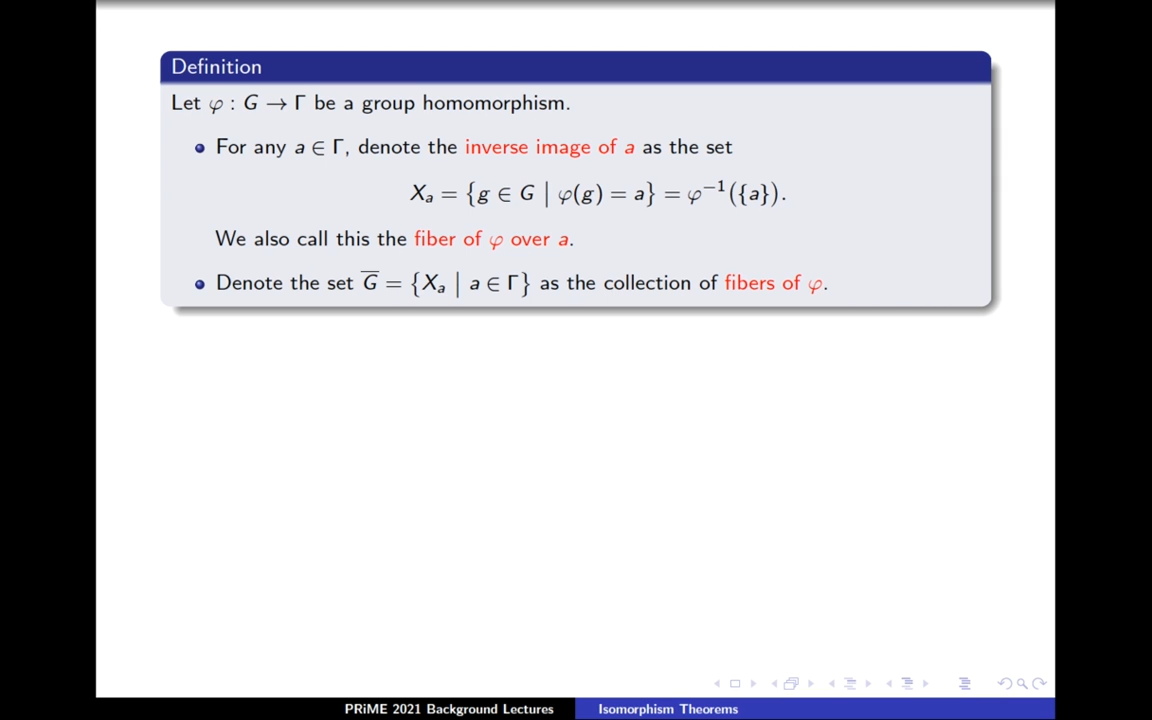 Definition
Let φ : G → Γ be a group homomorphism.
• For any a ∈ Γ, denote the inverse image of a as the set
Xₐ = {g ∈ G | φ(g) = a} = φ⁻¹({a}).
We also call this the fiber of φ over a.
• Denote the set G̅ = {Xₐ | a ∈ Γ} as the collection of fibers of φ.
PRiME 2021 Background Lectures
Isomorphism Theorems